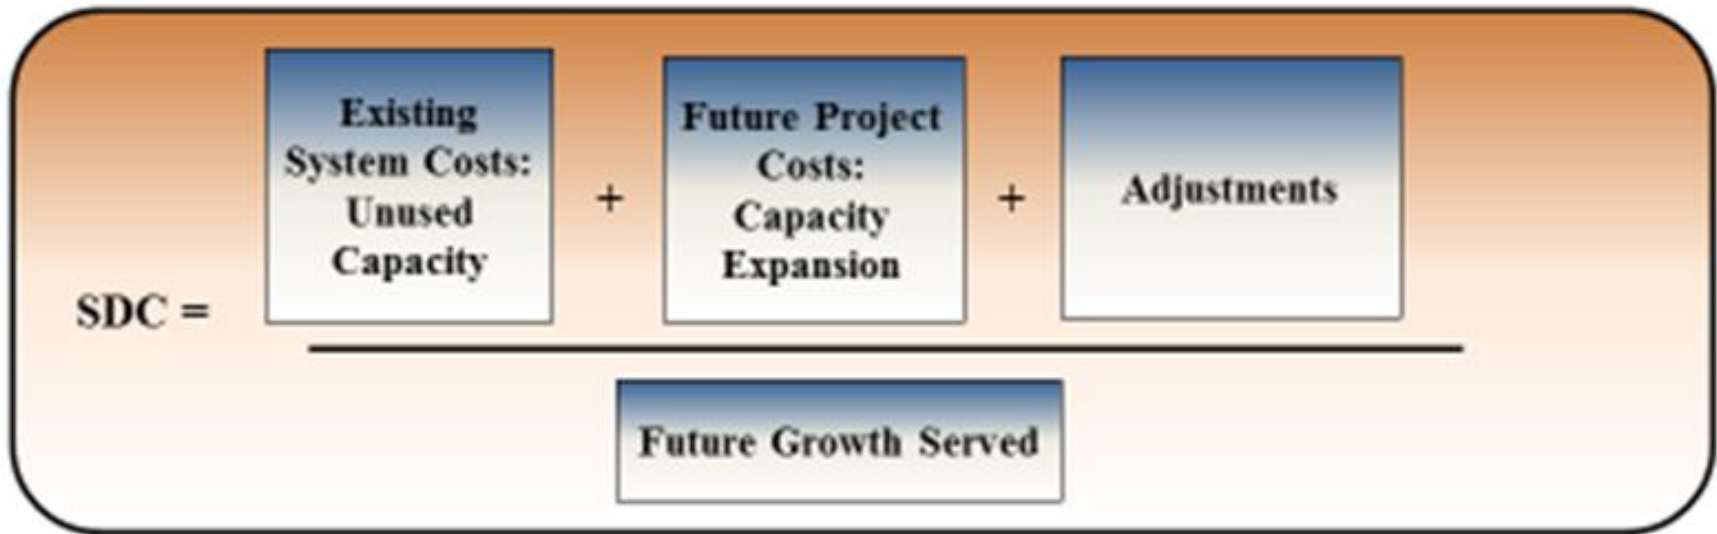 Existing
System Costs:
Unused
Capacity
+
Future Project
Costs:
Capacity
Expansion
+
Adjustments
SDC =
Future Growth Served